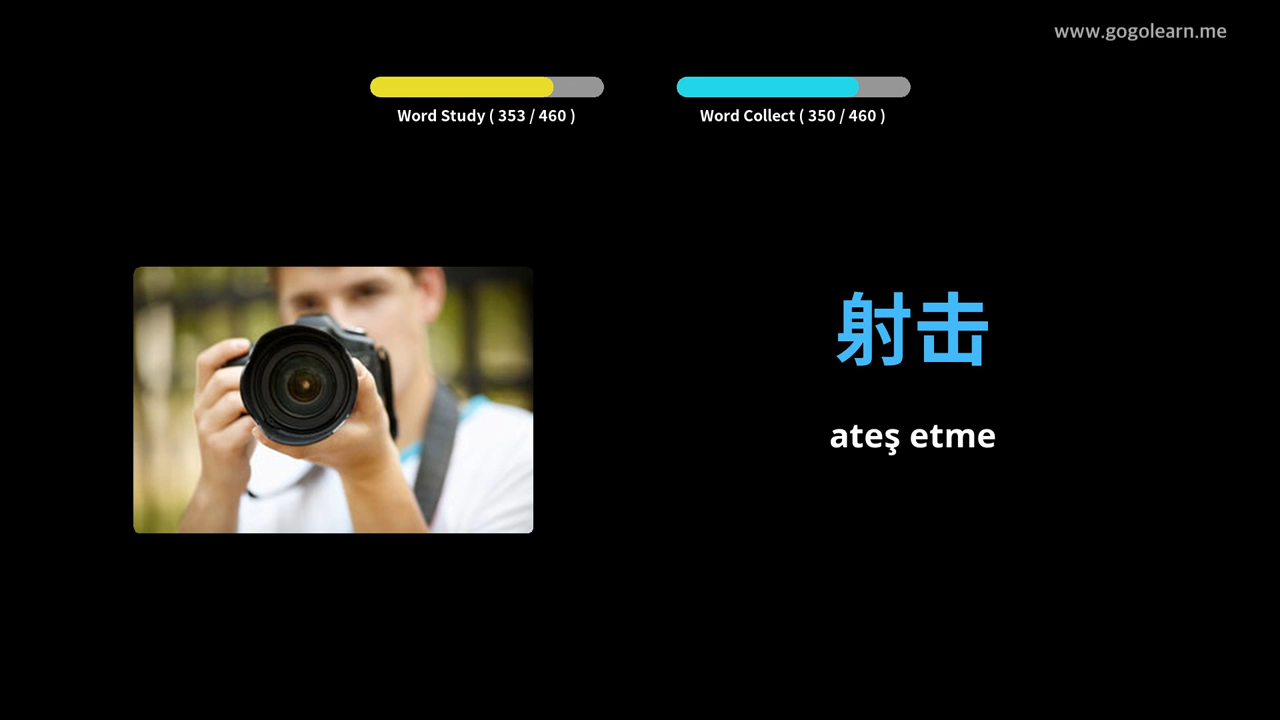 www.gogolearn.me
Word Study ( 353 / 460 )
Word Collect ( 350 / 460 )
射击
ateş etme